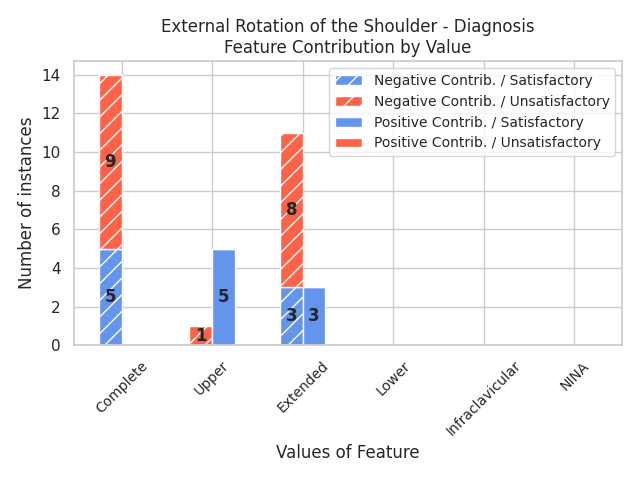 External Rotation of the Shoulder - Diagnosis
Feature Contribution by Value
Negative Contrib. / Satisfactory
Negative Contrib. / Unsatisfactory
Positive Contrib. / Satisfactory
Positive Contrib. / Unsatisfactory
Number of instances
14
12
10
8
6
4
2
0
9
5
1
5
8
3
3
Complete
Upper
Extended
Lower
Infraclavicular
NINA
Values of Feature